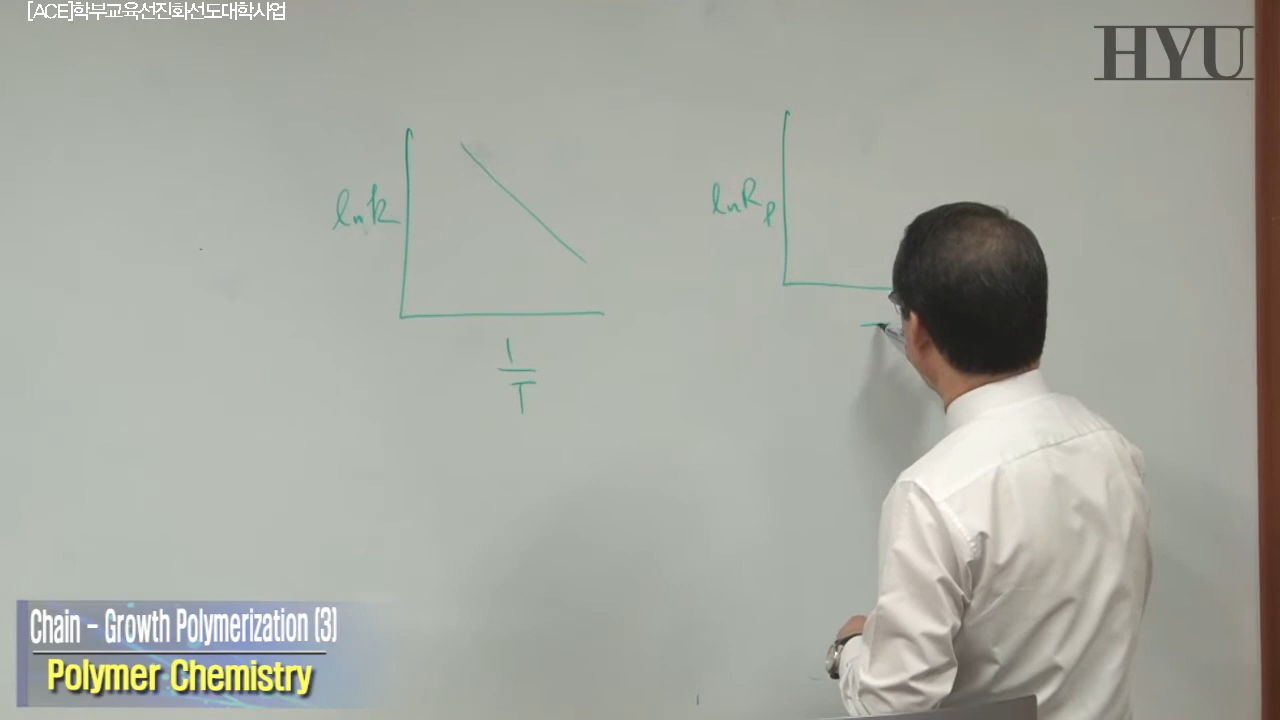 [ACE]학부교육선진화선도대학사업
HYU
ln k
1
T
ln Rp
Chain - Growth Polymerization (3)
Polymer Chemistry